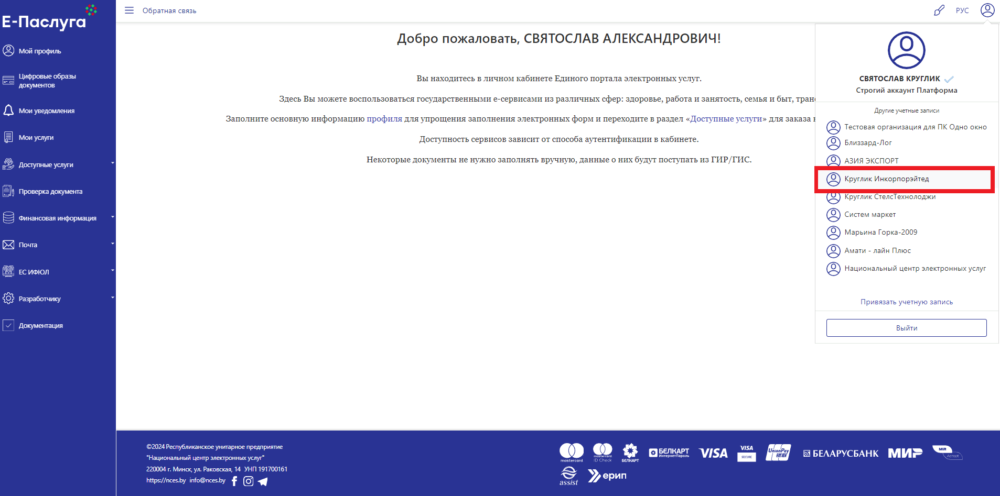 Е-Паслуга
Мой профиль
Цифровые образы
документов
Мои уведомления
Мои услуги
Доступные услуги
Проверка документа
Финансовая информация
Почта
ЕС ИФЮЛ
Разработчику
Документация
Обратная связь
РУС
Добро пожаловать, СВЯТОСЛАВ АЛЕКСАНДРОВИЧ!
Вы находитесь в личном кабинете Единого портала электронных услуг.
Здесь Вы можете воспользоваться государственными е-сервисами из различных сфер: здоровье, работа и занятость, семья и быт,
Заполните основную информацию профиля для упрощения заполнения электронных форм и переходите в раздел «Доступные услуги» для заказа
Доступность сервисов зависит от способа аутентификации в кабинете.
Некоторые документы не нужно заполнять вручную, данные о них будут поступать из ГИР/ГИС.
СВЯТОСЛАВ КРУГЛИК
Строгий аккаунт Платформа
Другие учетные записи
Тестовая организация для ПК Одно окно
Близзард-Лог
АЗИЯ ЭКСПОРТ
Круглик Инкорпорэйтед
Круглик СтелсТехнолоджи
Систем маркет
Марьина Горка-2009
Амати - лайн Плюс
Национальный центр электронных услуг
Привязать учетную запись
Выйти
©2024 Республиканское унитарное предприятие
"Национальный центр электронных услуг"
220004 г. Минск, ул. Раковская, 14 УНП 191700161
https://nces.by info@nces.by
mastercard
mastercard
ID Check
БЕЛКАРТ
БЕЛКАРТ
ИнтернетПароль
VISA
VISA
SECURE
UnionPay
银联
БЕЛАРУСБАНК
МИР
MIR
Accept
assist
ерип